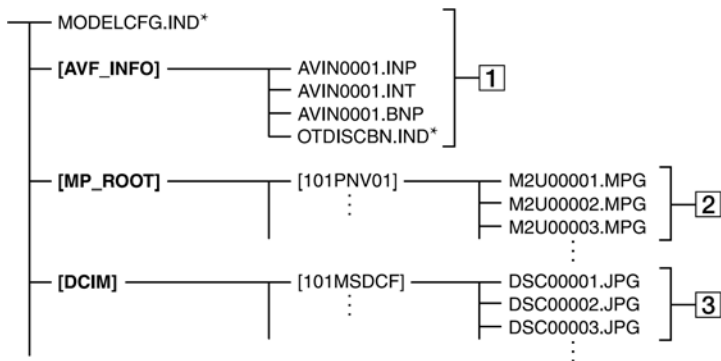 MODELCFG.IND*
[AVF_INFO] AVIN0001.INP
AVIN0001.INT
AVIN0001.BNP
OTDISCBN.IND*
1
[MP_ROOT] [101PNV01] M2U00001.MPG
M2U00002.MPG
M2U00003.MPG
2
[DCIM] [101MSDCF] DSC00001.JPG
DSC00002.JPG
DSC00003.JPG
3